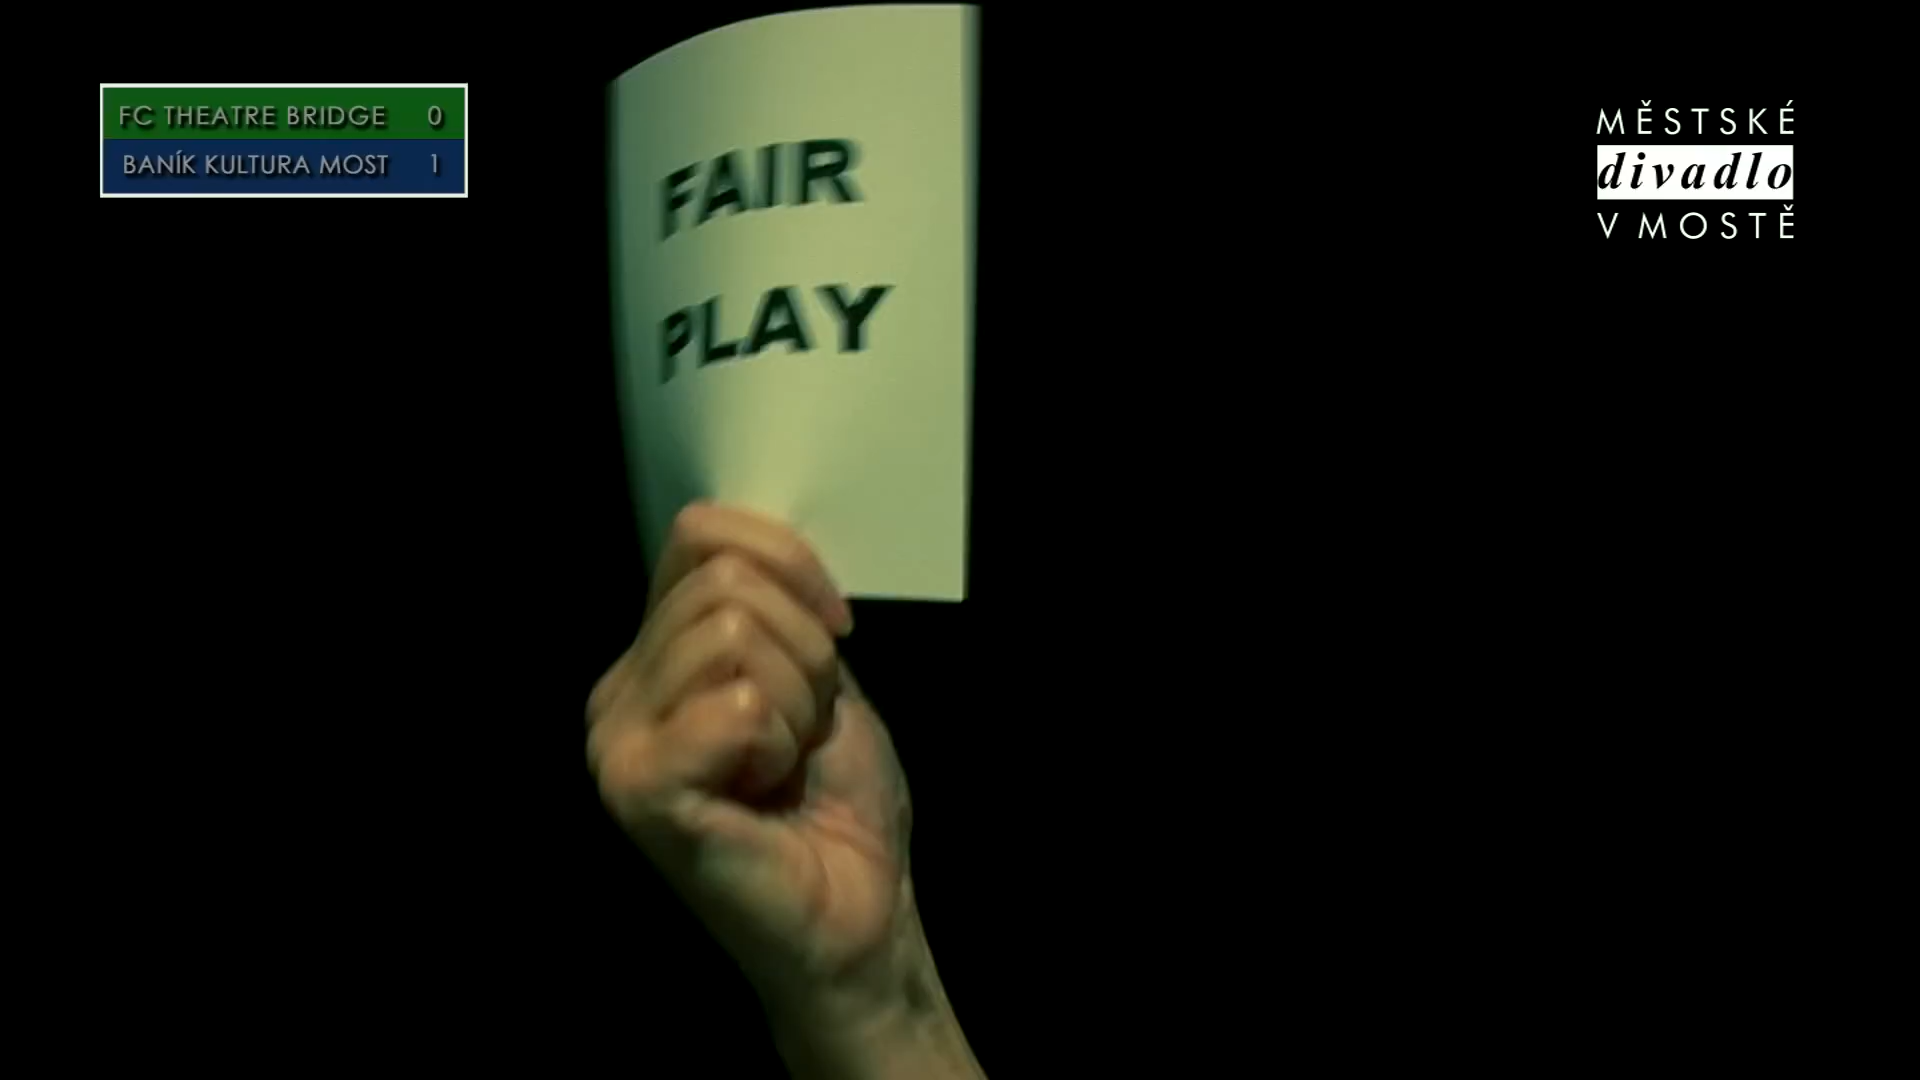 FC THEATRE BRIDGE 0
BANÍK KULTURA MOST 1
FAIR
PLAY
MĚSTSKÉ
divadlo
V MOSTĚ